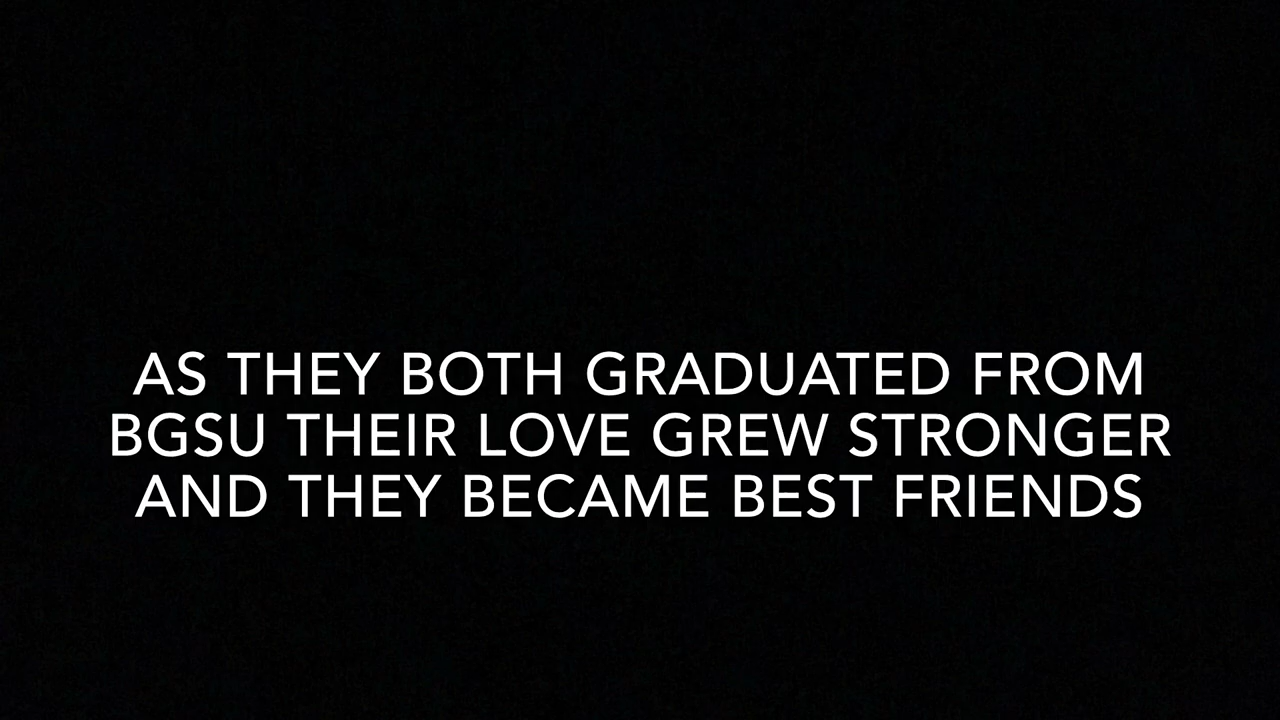 AS THEY BOTH GRADUATED FROM
BGSU THEIR LOVE GREW STRONGER
AND THEY BECAME BEST FRIENDS